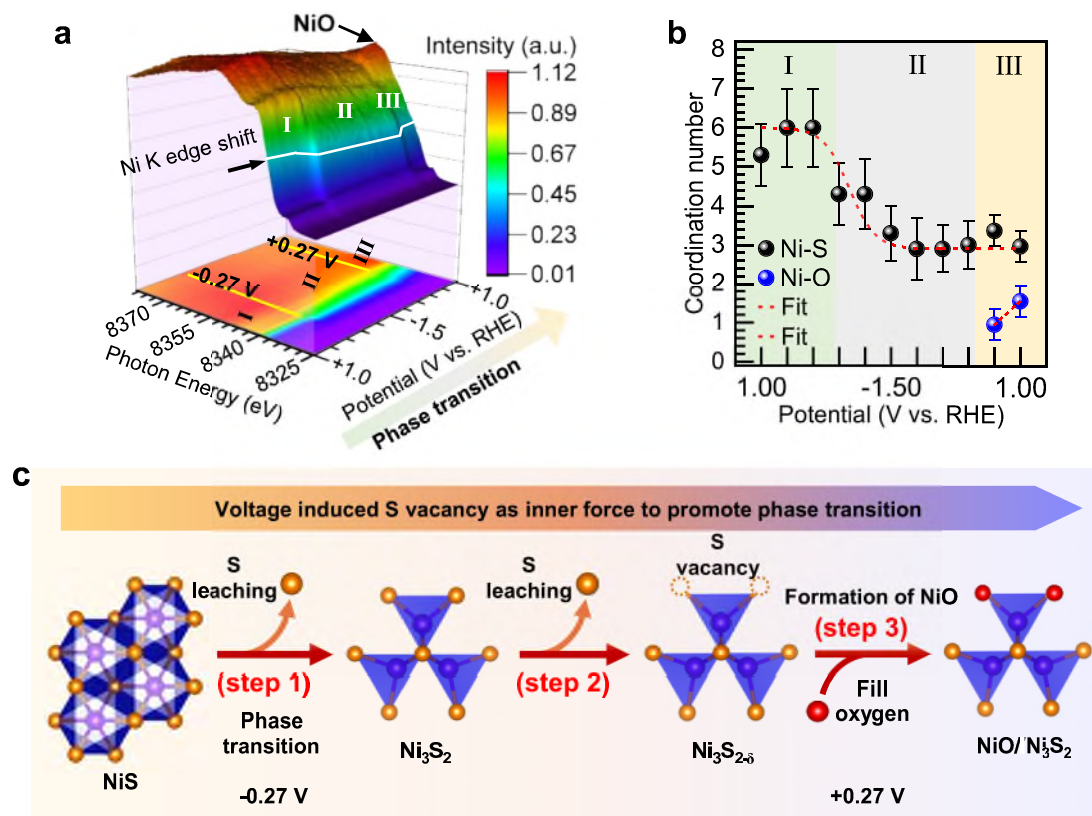 a
NiO
Intensity (a.u.)
1.12
0.89
0.67
0.45
0.23
0.01
I
II
III
Ni K edge shift
+0.27 V
-0.27 V
I
II
III
8370
8355
8340
8325
Photon Energy (eV)
+1.0
-1.5
+1.0
Potential (V vs. RHE)
Phase transition
b
8
7
6
5
4
3
2
1
0
Coordination number
I
II
III
Ni-S
Ni-O
Fit
Fit
1.00
-1.50
1.00
Potential (V vs. RHE)
c
Voltage induced S vacancy as inner force to promote phase transition
S
leaching
(step 1)
Phase
transition
S
leaching
(step 2)
S
vacancy
Formation of NiO
(step 3)
Fill
oxygen
NiS
Ni₃S₂
Ni₃S₂₋δ
NiO/ Ni₃S₂
-0.27 V
+0.27 V